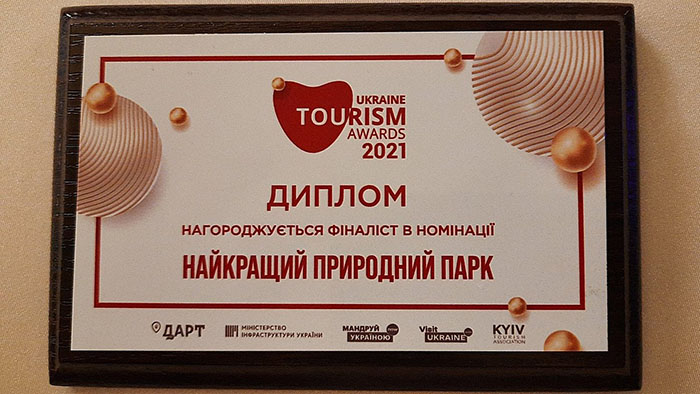 UKRAINE
TOURISM
AWARDS
2021
ДИПЛОМ
НАГОРОДЖУЄТЬСЯ ФІНАЛІСТ В НОМІНАЦІЇ
НАЙКРАЩИЙ ПРИРОДНИЙ ПАРК
ДАРТ
МІНІСТЕРСТВО
ІНФРАСТРУКТУРИ УКРАЇНИ
МАНДРУЙ
УКРАЇНОЮ
Visit
UKRAINE
KYIV
TOURISM
ASSOCIATION